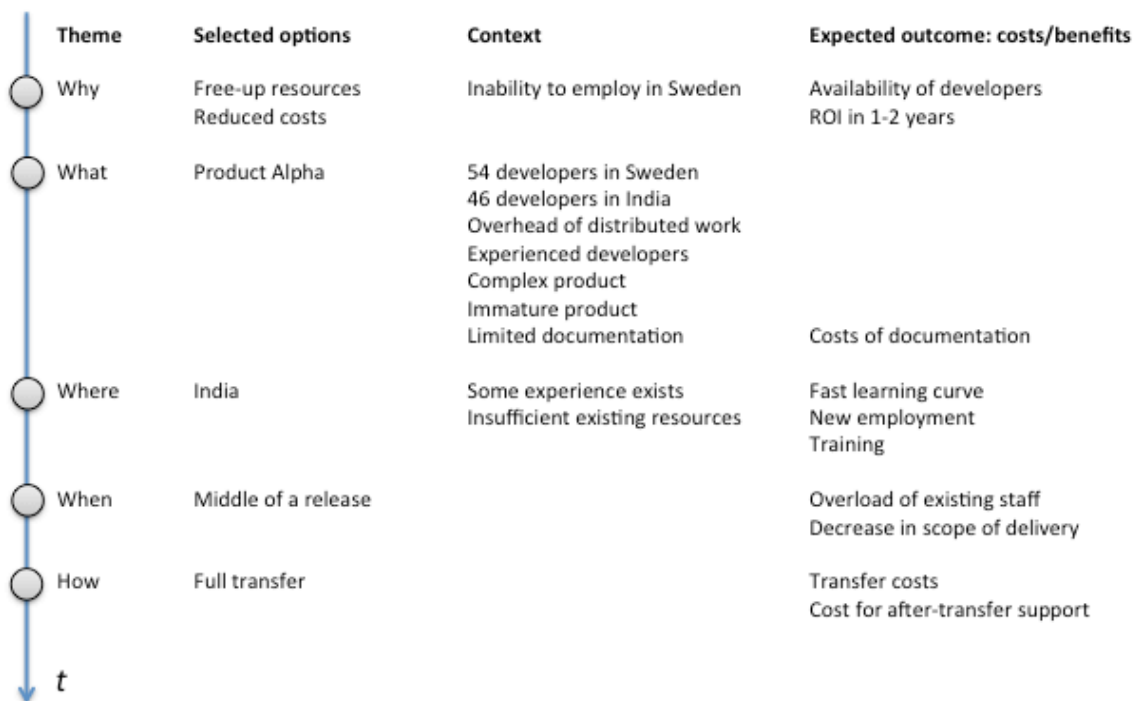 Theme Selected options Context Expected outcome: costs/benefits
Why Free-up resources Inability to employ in Sweden Availability of developers
Reduced costs ROI in 1-2 years
What Product Alpha 54 developers in Sweden
46 developers in India
Overhead of distributed work
Experienced developers
Complex product
Immature product
Limited documentation Costs of documentation
Where India Some experience exists Fast learning curve
Insufficient existing resources New employment
Training
When Middle of a release Overload of existing staff
Decrease in scope of delivery
How Full transfer Transfer costs
Cost for after-transfer support
t